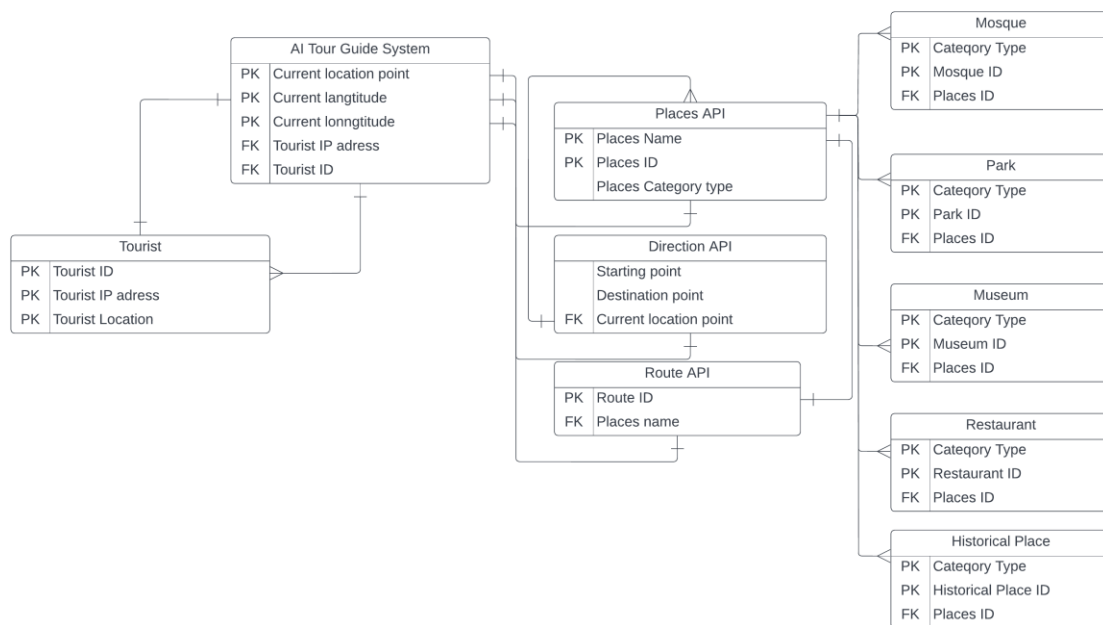 AI Tour Guide System
PK Current location point
PK Current langtitude
PK Current lonngtitude
FK Tourist IP adress
FK Tourist ID
Tourist
PK Tourist ID
PK Tourist IP adress
PK Tourist Location
Places API
PK Places Name
PK Places ID
Places Category type
Direction API
Starting point
Destination point
FK Current location point
Route API
PK Route ID
FK Places name
Mosque
PK Cateqory Type
PK Mosque ID
FK Places ID
Park
PK Cateqory Type
PK Park ID
FK Places ID
Museum
PK Cateqory Type
PK Museum ID
FK Places ID
Restaurant
PK Cateqory Type
PK Restaurant ID
FK Places ID
Historical Place
PK Cateqory Type
PK Historical Place ID
FK Places ID